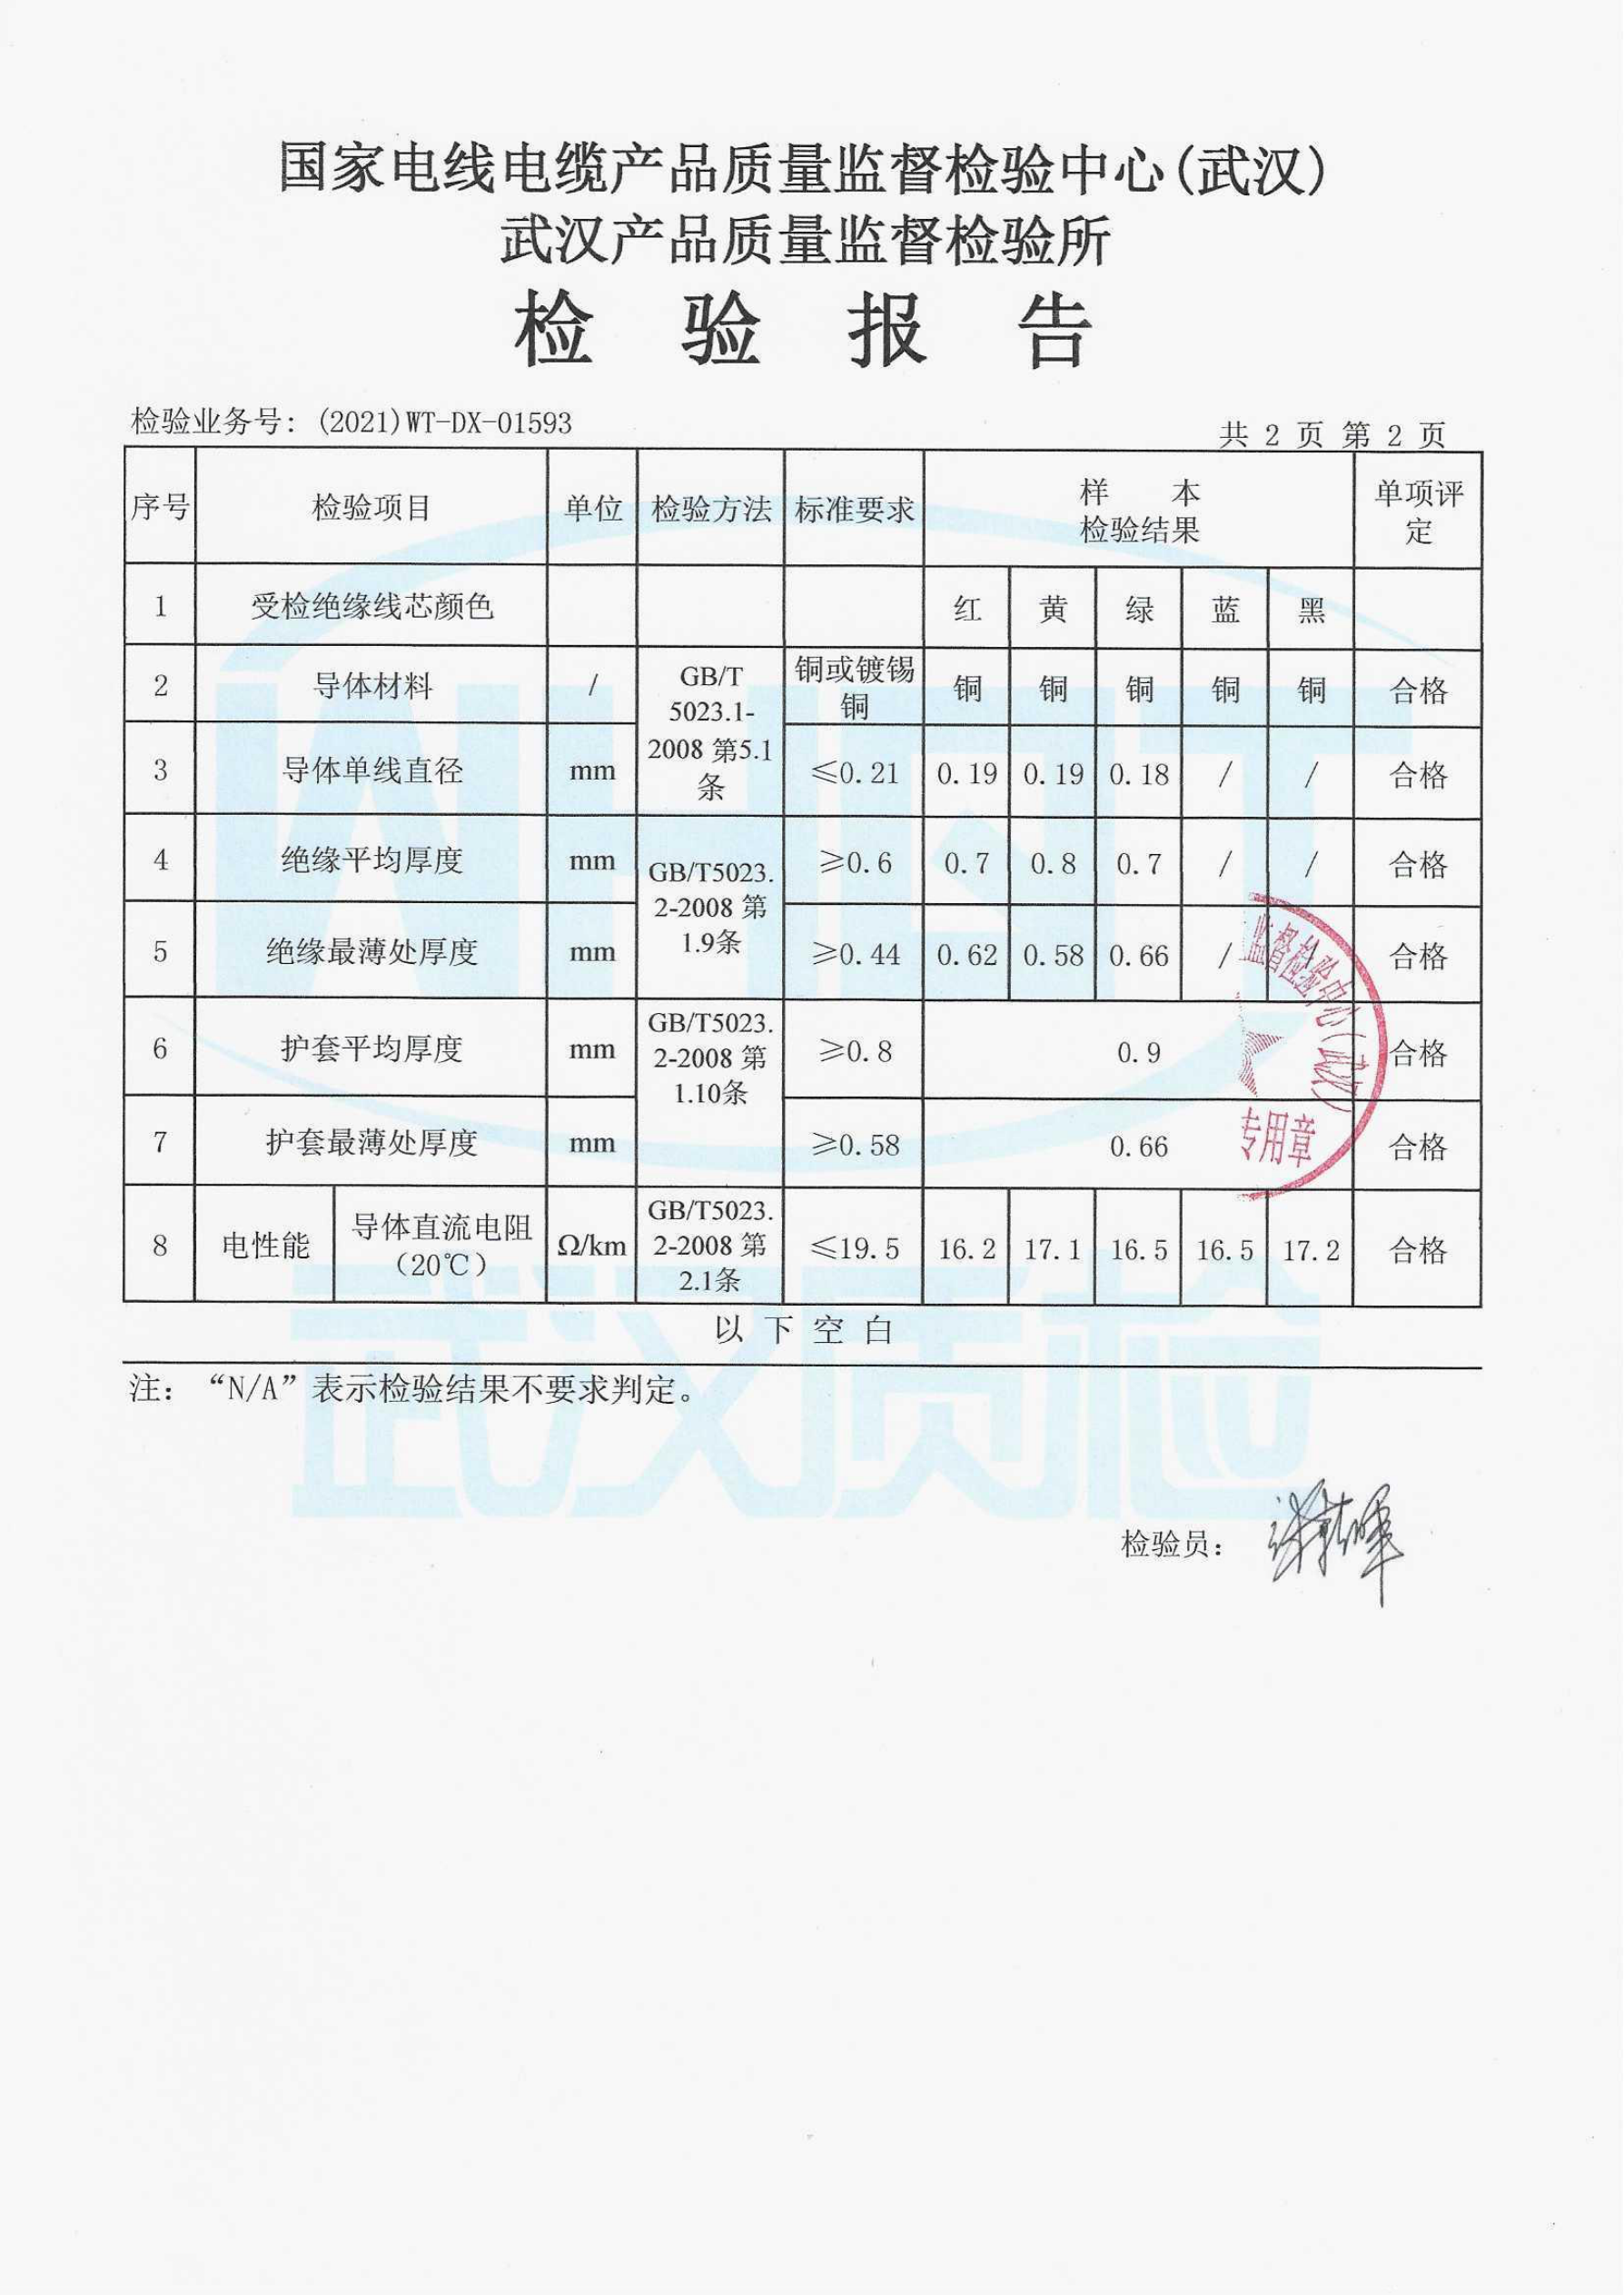 国家电线电缆产品质量监督检验中心(武汉)
武汉产品质量监督检验所
检 验 报 告
检验业务号: (2021)WT-DX-01593
共 2 页 第 2 页
序号 检验项目 单位 检验方法 标准要求 样 本 检验结果 单项评定
1 受检绝缘线芯颜色 红 黄 绿 蓝 黑
2 导体材料 / GB/T 5023.1-2008 第5.1条 铜或镀锡铜 铜 铜 铜 铜 铜 合格
3 导体单线直径 mm ≤0.21 0.19 0.19 0.18 / / 合格
4 绝缘平均厚度 mm GB/T5023.2-2008 第1.9条 ≥0.6 0.7 0.8 0.7 / / 合格
5 绝缘最薄处厚度 mm ≥0.44 0.62 0.58 0.66 / / 合格
6 护套平均厚度 mm GB/T5023.2-2008 第1.10条 ≥0.8 0.9 合格
7 护套最薄处厚度 mm ≥0.58 0.66 合格
8 电性能 导体直流电阻(20℃) Ω/km GB/T5023.2-2008 第2.1条 ≤19.5 16.2 17.1 16.5 16.5 17.2 合格
监督检验中心(武汉)
专用章
以 下 空 白
注: “N/A”表示检验结果不要求判定。
检验员:
武汉质检